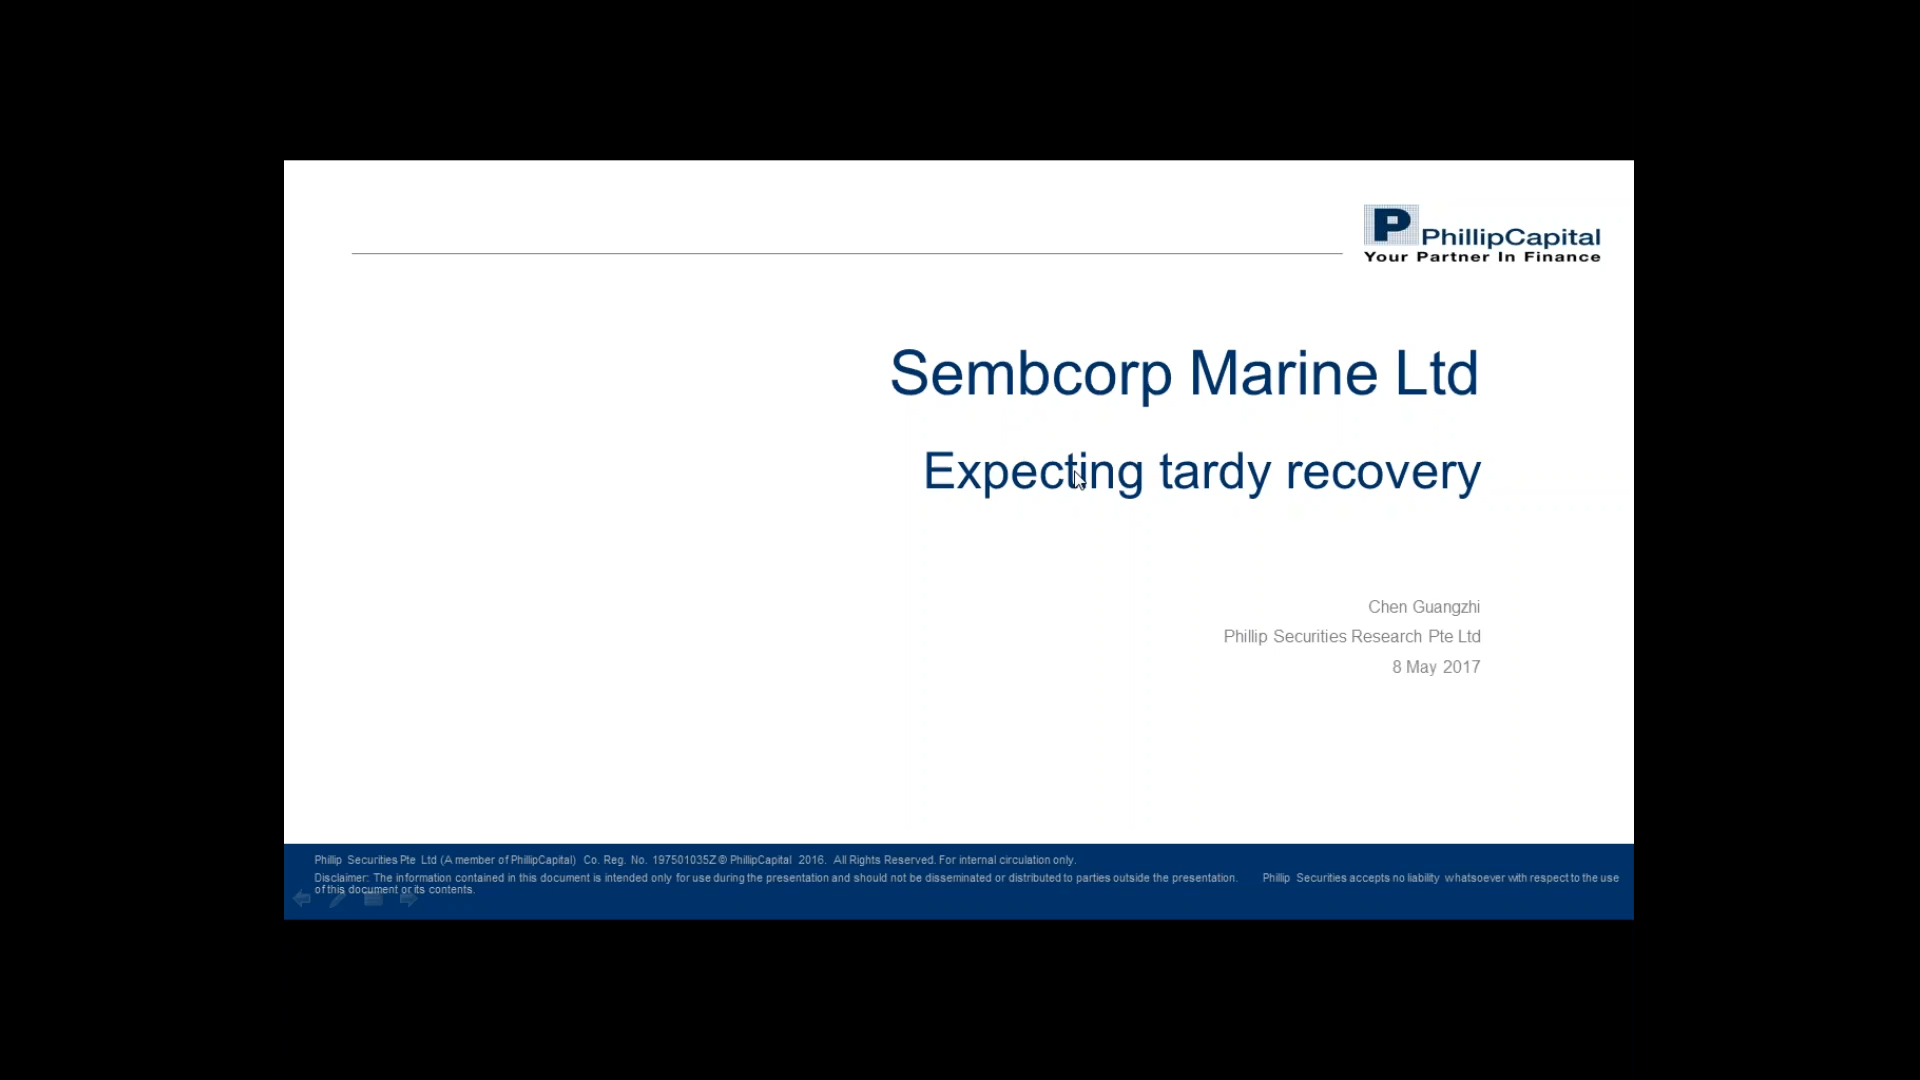 P PhillipCapital
Your Partner In Finance
Sembcorp Marine Ltd
Expecting tardy recovery
Chen Guangzhi
Phillip Securities Research Pte Ltd
8 May 2017
Phillip Securities Pte Ltd (A member of PhillipCapital) Co. Reg. No. 197501035Z © PhillipCapital 2016. All Rights Reserved. For internal circulation only.
Disclaimer: The information contained in this document is intended only for use during the presentation and should not be disseminated or distributed to parties outside the presentation. Phillip Securities accepts no liability whatsoever with respect to the use
of this document or its contents.